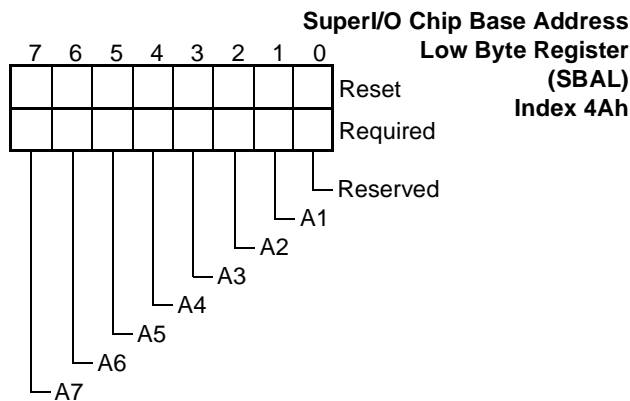 SuperI/O Chip Base Address
Low Byte Register
(SBAL)
Index 4Ah
7 6 5 4 3 2 1 0
Reset
Required
Reserved
A1
A2
A3
A4
A5
A6
A7